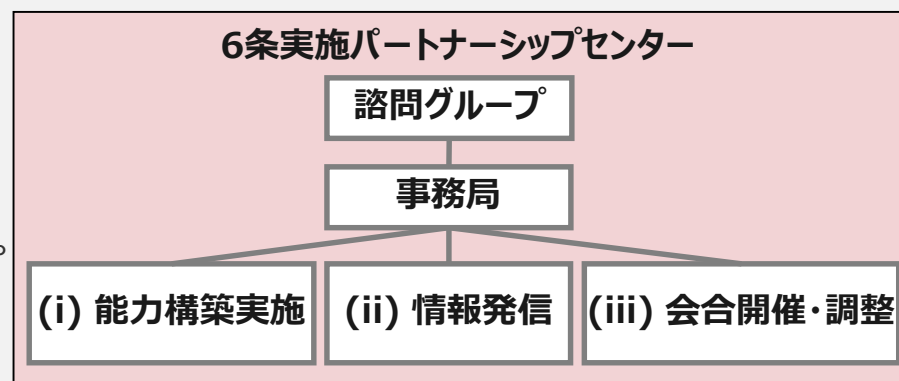 6条実施パートナーシップセンター
諮問グループ
事務局
。
(i) 能力構築実施
(ii) 情報発信
(iii) 会合開催・調整